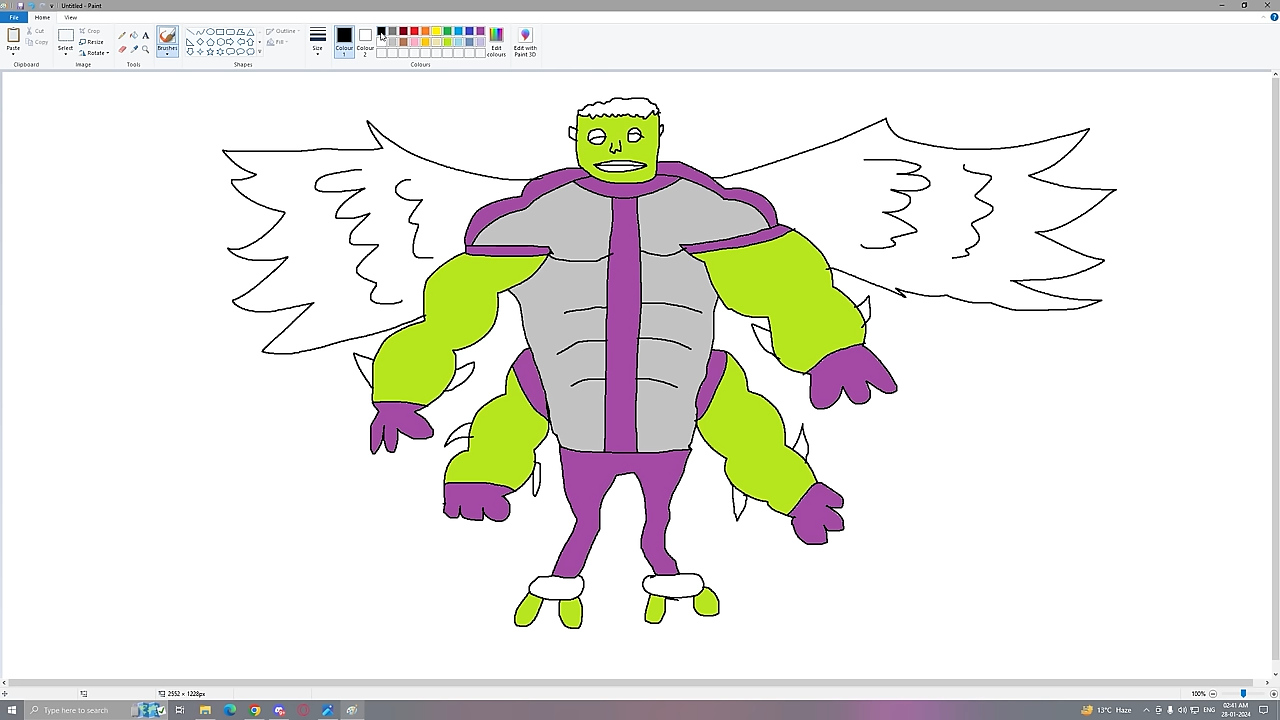 Untitled - Paint
File Home View
Paste Cut Copy
Clipboard
Select Crop Resize Rotate
Image
Tools
Brushes
Outline Fill
Shapes
Size
Colour 1
Colour 2
Edit colours
Edit with Paint 3D
Colours
2552 × 1228px
100%
Type here to search
13°C Haze
ENG
02:41 AM
28-01-2024